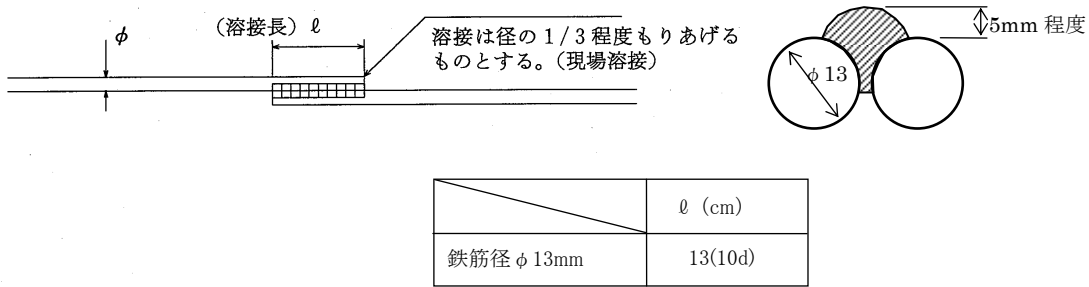 φ
（溶接長）ℓ
溶接は径の1/3程度もりあげる
ものとする。（現場溶接）
5mm 程度
φ13
ℓ (cm)
鉄筋径φ13mm 13(10d)